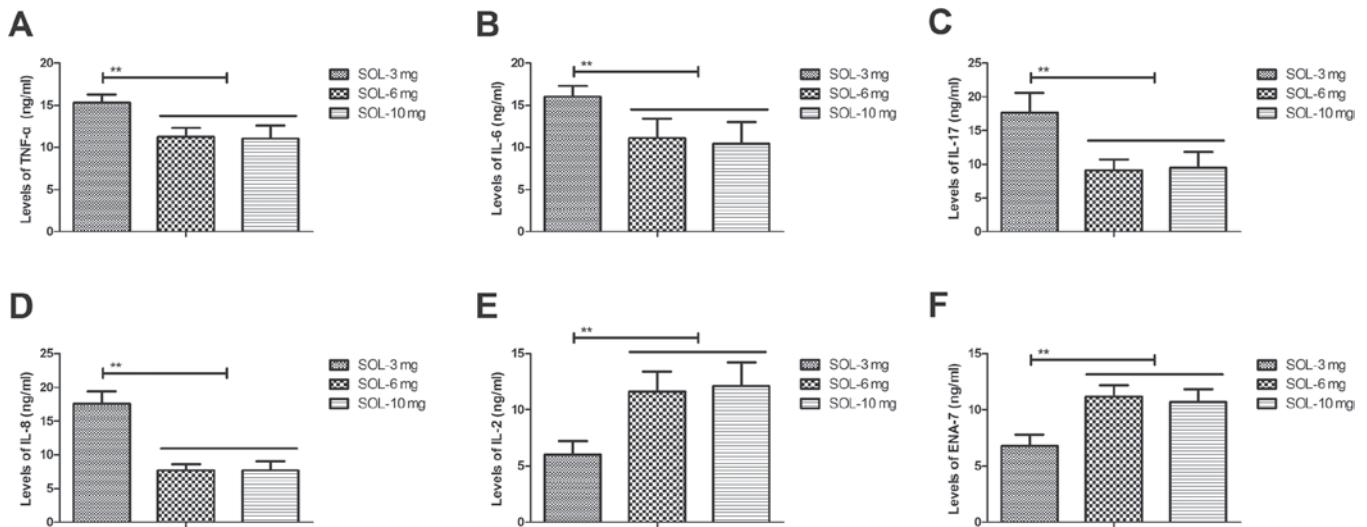 A
Levels of TNF-α (ng/ml)
20
15
10
5
0
**
SOL-3 mg
SOL-6 mg
SOL-10 mg
B
Levels of IL-6 (ng/ml)
20
15
10
5
0
**
SOL-3 mg
SOL-6 mg
SOL-10 mg
C
Levels of IL-17 (ng/ml)
25
20
15
10
5
0
**
SOL-3 mg
SOL-6 mg
SOL-10 mg
D
Levels of IL-8 (ng/ml)
25
20
15
10
5
0
**
SOL-3 mg
SOL-6 mg
SOL-10 mg
E
Levels of IL-2 (ng/ml)
15
10
5
0
**
SOL-3 mg
SOL-6 mg
SOL-10 mg
F
Levels of ENA-7 (ng/ml)
15
10
5
0
**
SOL-3 mg
SOL-6 mg
SOL-10 mg